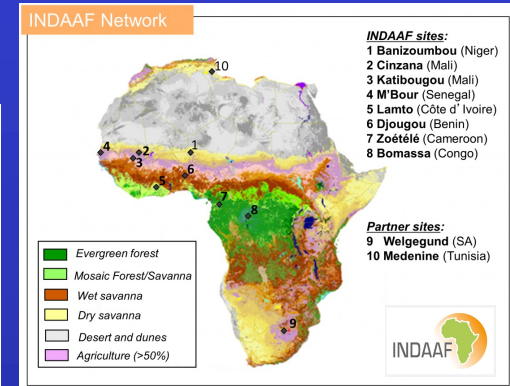 INDAAF Network
INDAAF sites:
1 Banizoumbou (Niger)
2 Cinzana (Mali)
3 Katibougou (Mali)
4 M'Bour (Senegal)
5 Lamto (Côte d'Ivoire)
6 Djougou (Benin)
7 Zoétélé (Cameroon)
8 Bomassa (Congo)
Partner sites:
9 Welgegund (SA)
10 Medenine (Tunisia)
10
4
2
1
3
6
5
7
8
9
Evergreen forest
Mosaic Forest/Savanna
Wet savanna
Dry savanna
Desert and dunes
Agriculture (>50%)
INDAAF